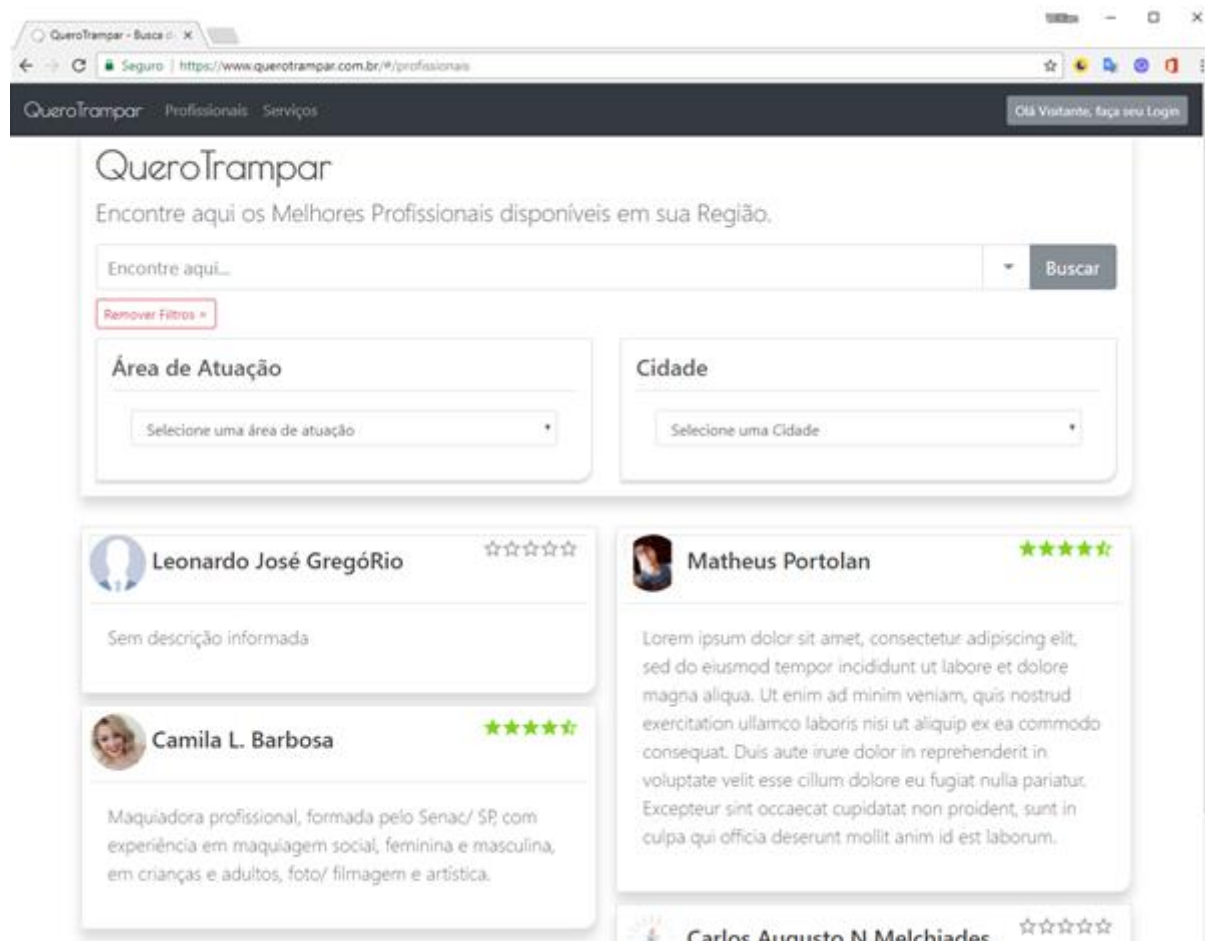 QueroTrampar - Busca d
Seguro | https://www.querotrampar.com.br/#/profissionais
QueroTrampar Profissionais Serviços Olá Visitante, faça seu Login
QueroTrampar
Encontre aqui os Melhores Profissionais disponíveis em sua Região.
Encontre aqui... Buscar
Remover Filtros ×
Área de Atuação
Selecione uma área de atuação
Cidade
Selecione uma Cidade
Leonardo José GregóRio
Sem descrição informada
Camila L. Barbosa
Maquiadora profissional, formada pelo Senac/ SP, com
experiência em maquiagem social, feminina e masculina,
em crianças e adultos, foto/ filmagem e artística.
Matheus Portolan
Lorem ipsum dolor sit amet, consectetur adipiscing elit,
sed do eiusmod tempor incididunt ut labore et dolore
magna aliqua. Ut enim ad minim veniam, quis nostrud
exercitation ullamco laboris nisi ut aliquip ex ea commodo
consequat. Duis aute irure dolor in reprehenderit in
voluptate velit esse cillum dolore eu fugiat nulla pariatur.
Excepteur sint occaecat cupidatat non proident, sunt in
culpa qui officia deserunt mollit anim id est laborum.
Carlos Augusto N Melchiades